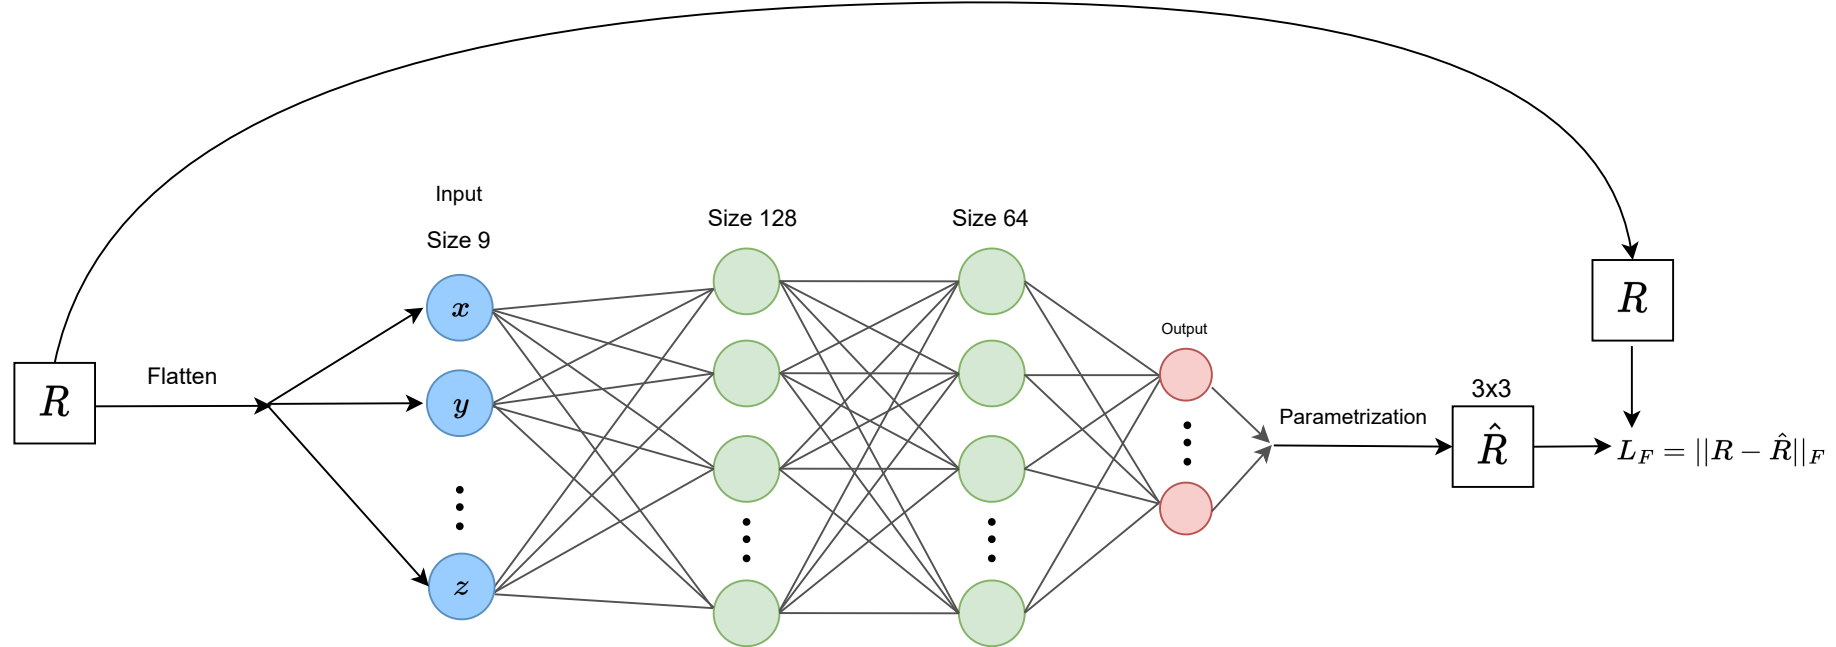 Input
Size 9
Size 128
Size 64
x
y
z
R
Flatten
Output
Parametrization
3x3
R̂
R
L_F = ||R − R̂||_F